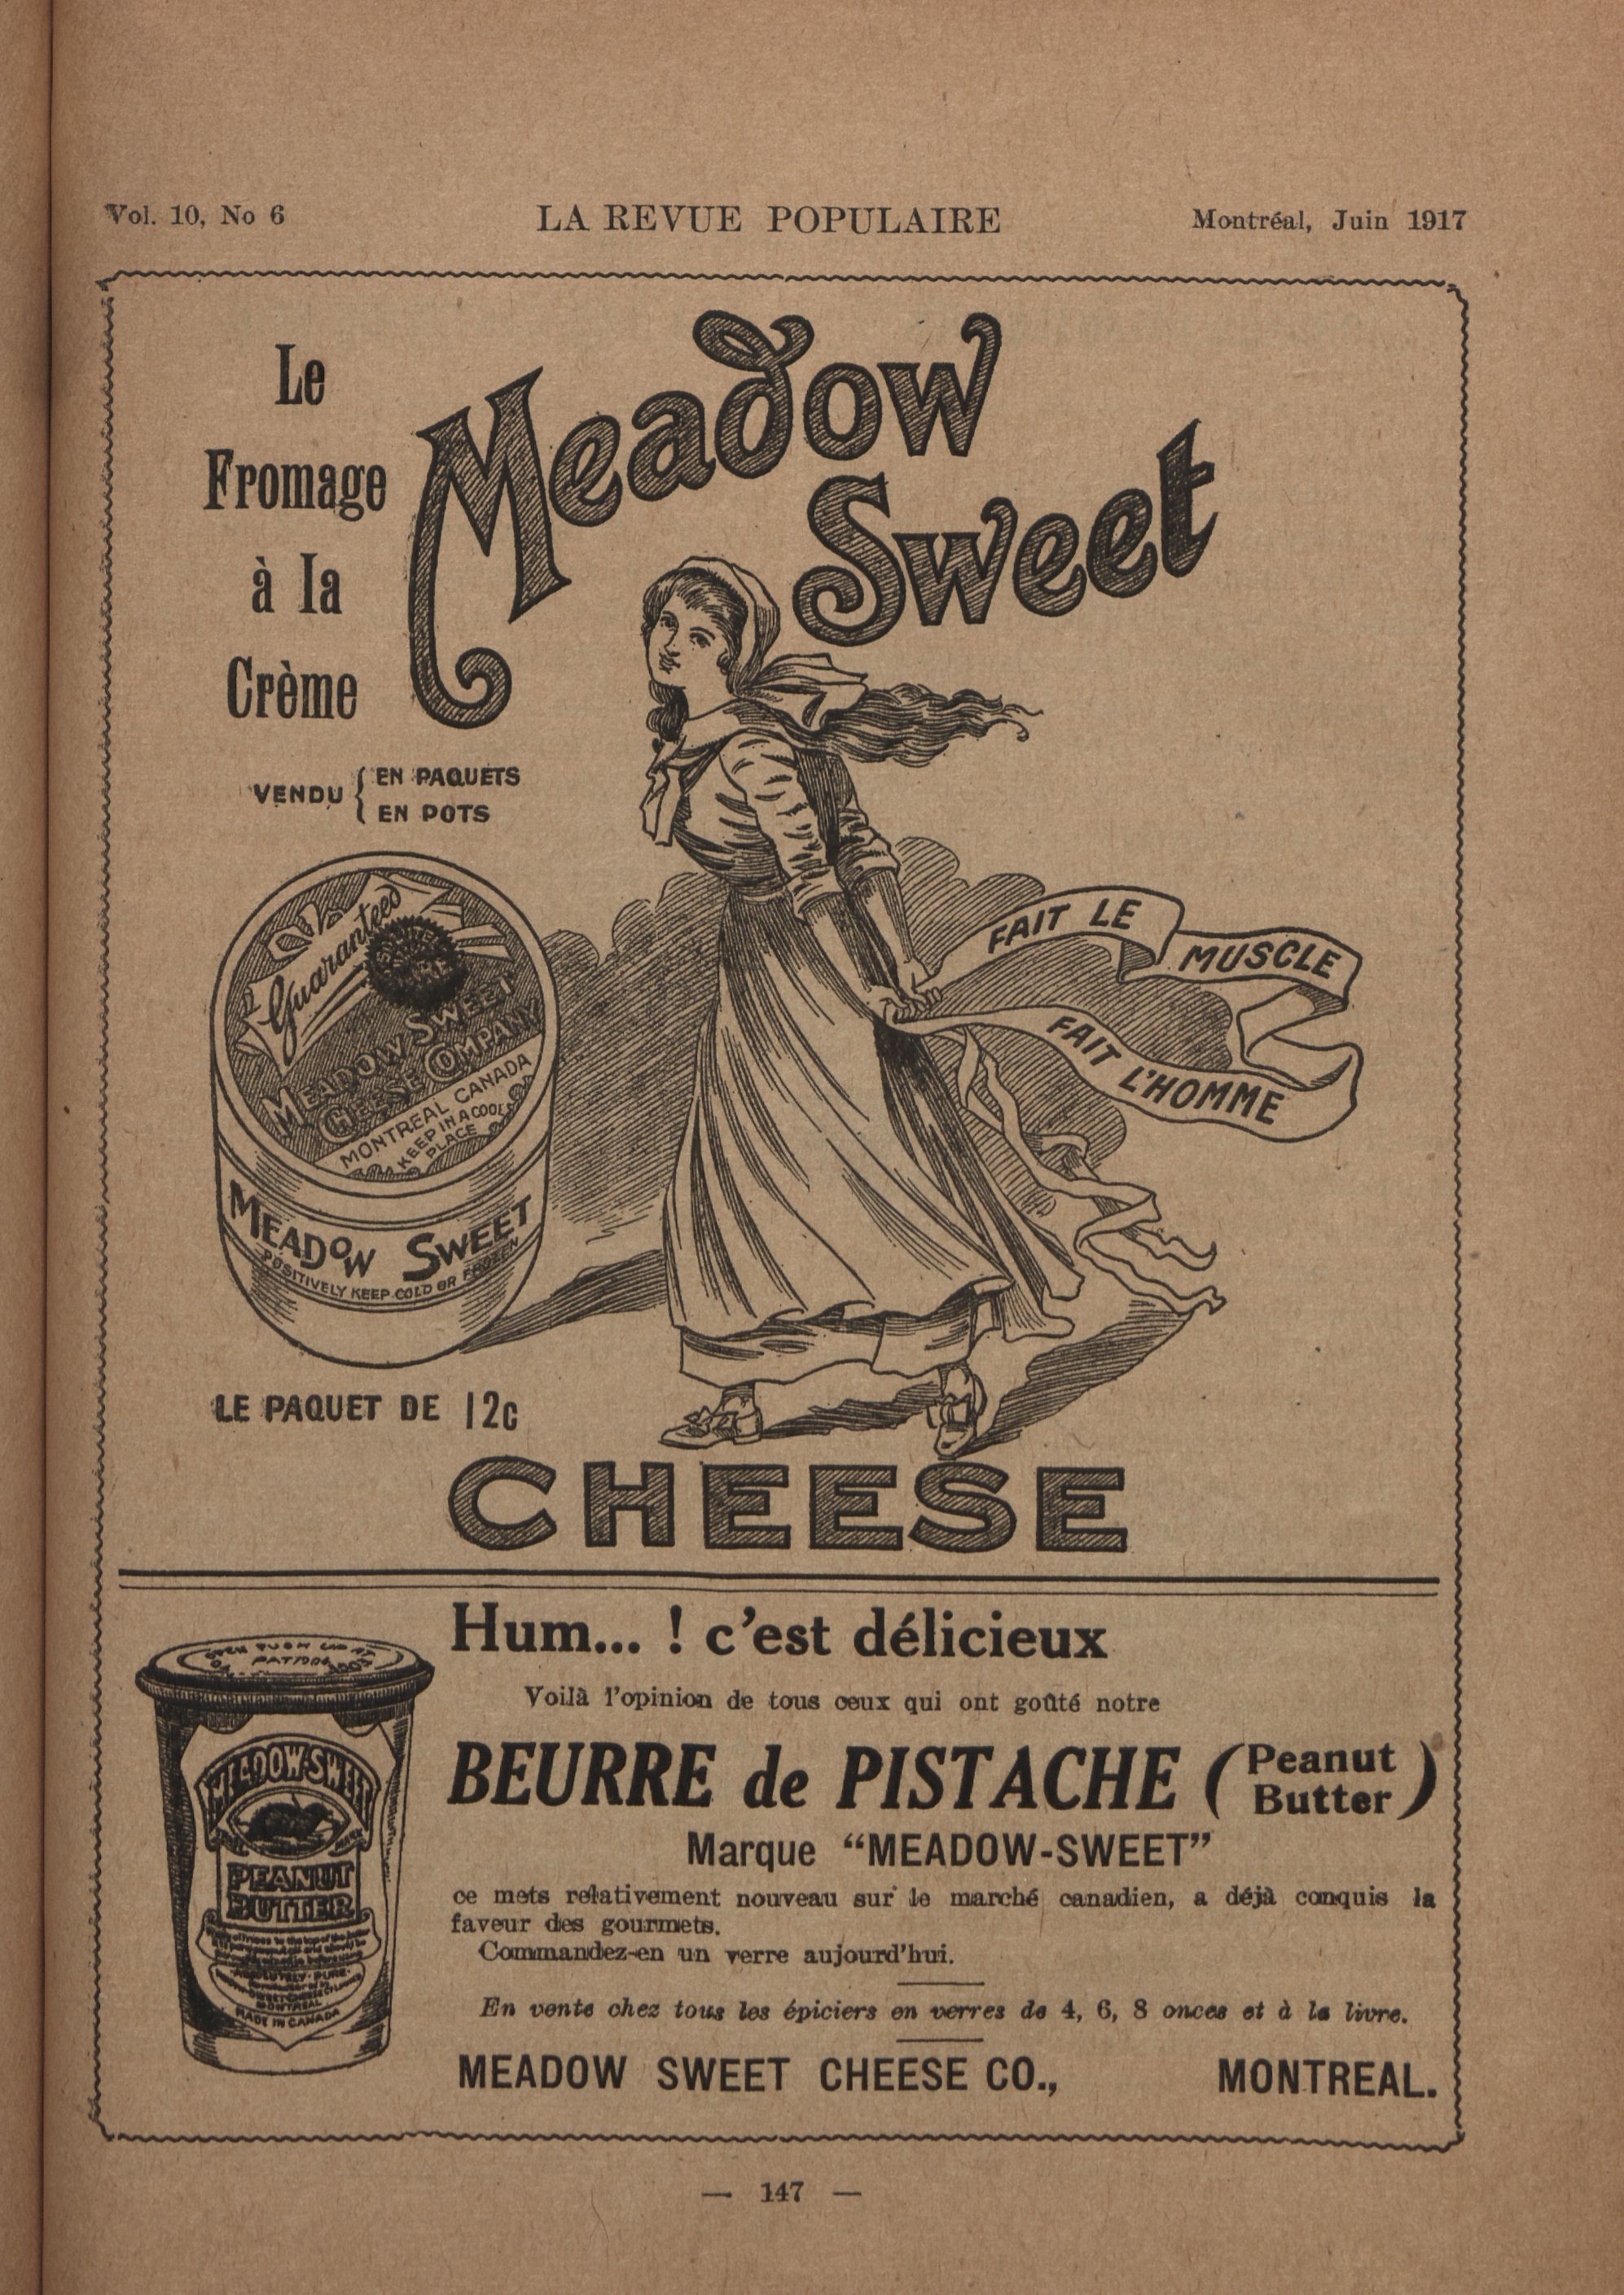 Vol. 10, No 6 LA REVUE POPULAIRE Montréal, Juin 1917
Le
Fromage
à la
Crème
Meadow
Sweet
VENDU { EN PAQUETS
EN POTS
FAIT LE MUSCLE
FAIT L'HOMME
Guaranteed
MEADOW SWEET
CHEESE COMPANY
MONTREAL CANADA
KEEP IN A COOL
PLACE
MEADOW SWEET
POSITIVELY KEEP COLD OR FROZEN
LE PAQUET DE 12c
CHEESE
Hum... ! c'est délicieux
Voilà l'opinion de tous ceux qui ont goûté notre
BEURRE de PISTACHE (Peanut
Butter)
Marque “MEADOW-SWEET”
ce mets relativement nouveau sur le marché canadien, a déjà conquis la
faveur des gourmets.
Commandez-en un verre aujourd'hui.
En vente chez tous les épiciers en verres de 4, 6, 8 onces et à la livre.
MEADOW SWEET CHEESE CO., MONTREAL.
MEADOW-SWEET
PEANUT
BUTTER
ABSOLUTELY PURE
MONTREAL
MADE IN CANADA
— 147 —